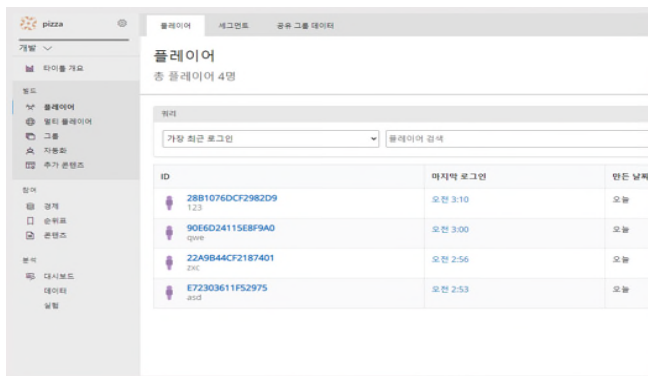 pizza
개발
타이틀 개요
빌드
플레이어
멀티 플레이어
그룹
자동화
추가 콘텐츠
참여
경제
순위표
콘텐츠
분석
대시보드
데이터
실험
플레이어 세그먼트 공유 그룹 데이터
플레이어
총 플레이어 4명
쿼리
가장 최근 로그인 플레이어 검색
ID 마지막 로그인 만든 날짜
28B1076DCF2982D9 오전 3:10 오늘
123
90E6D24115E8F9A0 오전 3:00 오늘
qwe
22A9B44CF2187401 오전 2:56 오늘
zxc
E72303611F52975 오전 2:53 오늘
asd